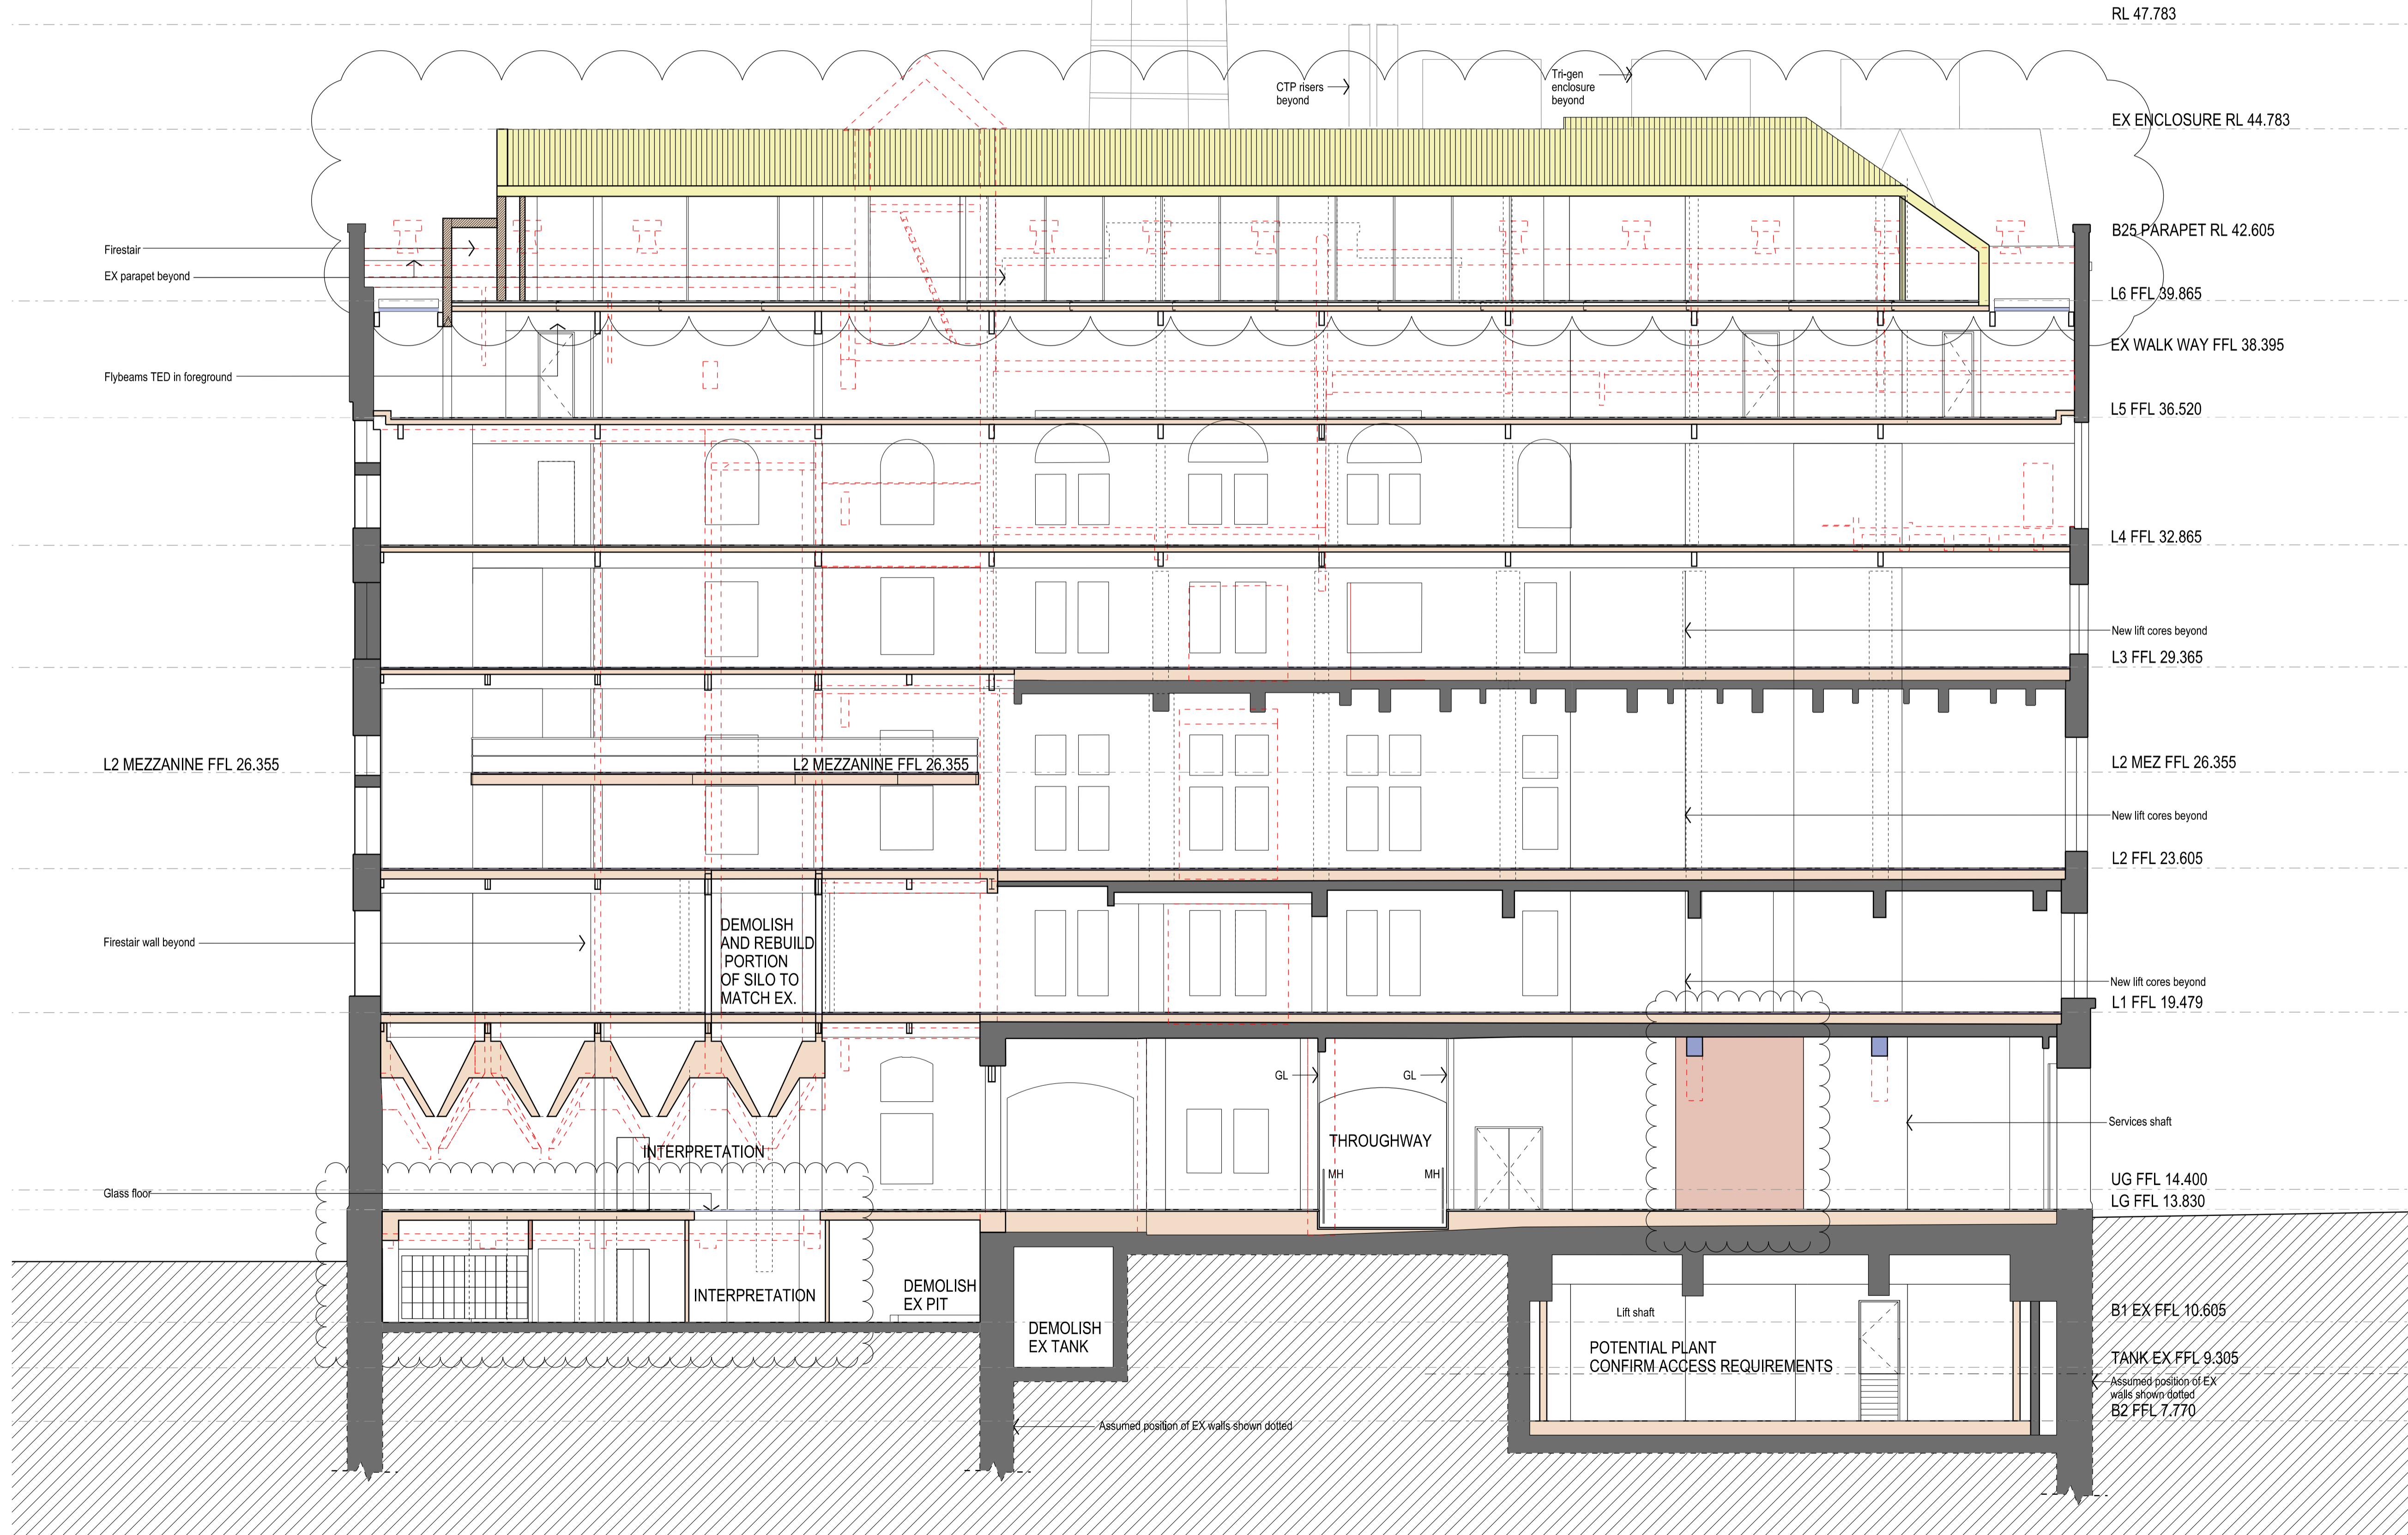 RL 47.783
CTP risers
beyond
Tri-gen
enclosure
beyond
EX ENCLOSURE RL 44.783
Firestair
B25 PARAPET RL 42.605
EX parapet beyond
L6 FFL 39.865
EX WALK WAY FFL 38.395
Flybeams TED in foreground
L5 FFL 36.520
L4 FFL 32.865
New lift cores beyond
L3 FFL 29.365
L2 MEZZANINE FFL 26.355
L2 MEZZANINE FFL 26.355
L2 MEZ FFL 26.355
New lift cores beyond
L2 FFL 23.605
DEMOLISH
AND REBUILD
PORTION
OF SILO TO
MATCH EX.
Firestair wall beyond
New lift cores beyond
L1 FFL 19.479
GL
GL
Services shaft
INTERPRETATION
THROUGHWAY
MH
MH
Glass floor
UG FFL 14.400
LG FFL 13.830
INTERPRETATION
DEMOLISH
EX PIT
DEMOLISH
EX TANK
Lift shaft
B1 EX FFL 10.605
POTENTIAL PLANT
CONFIRM ACCESS REQUIREMENTS
TANK EX FFL 9.305
Assumed position of EX
walls shown dotted
B2 FFL 7.770
Assumed position of EX walls shown dotted